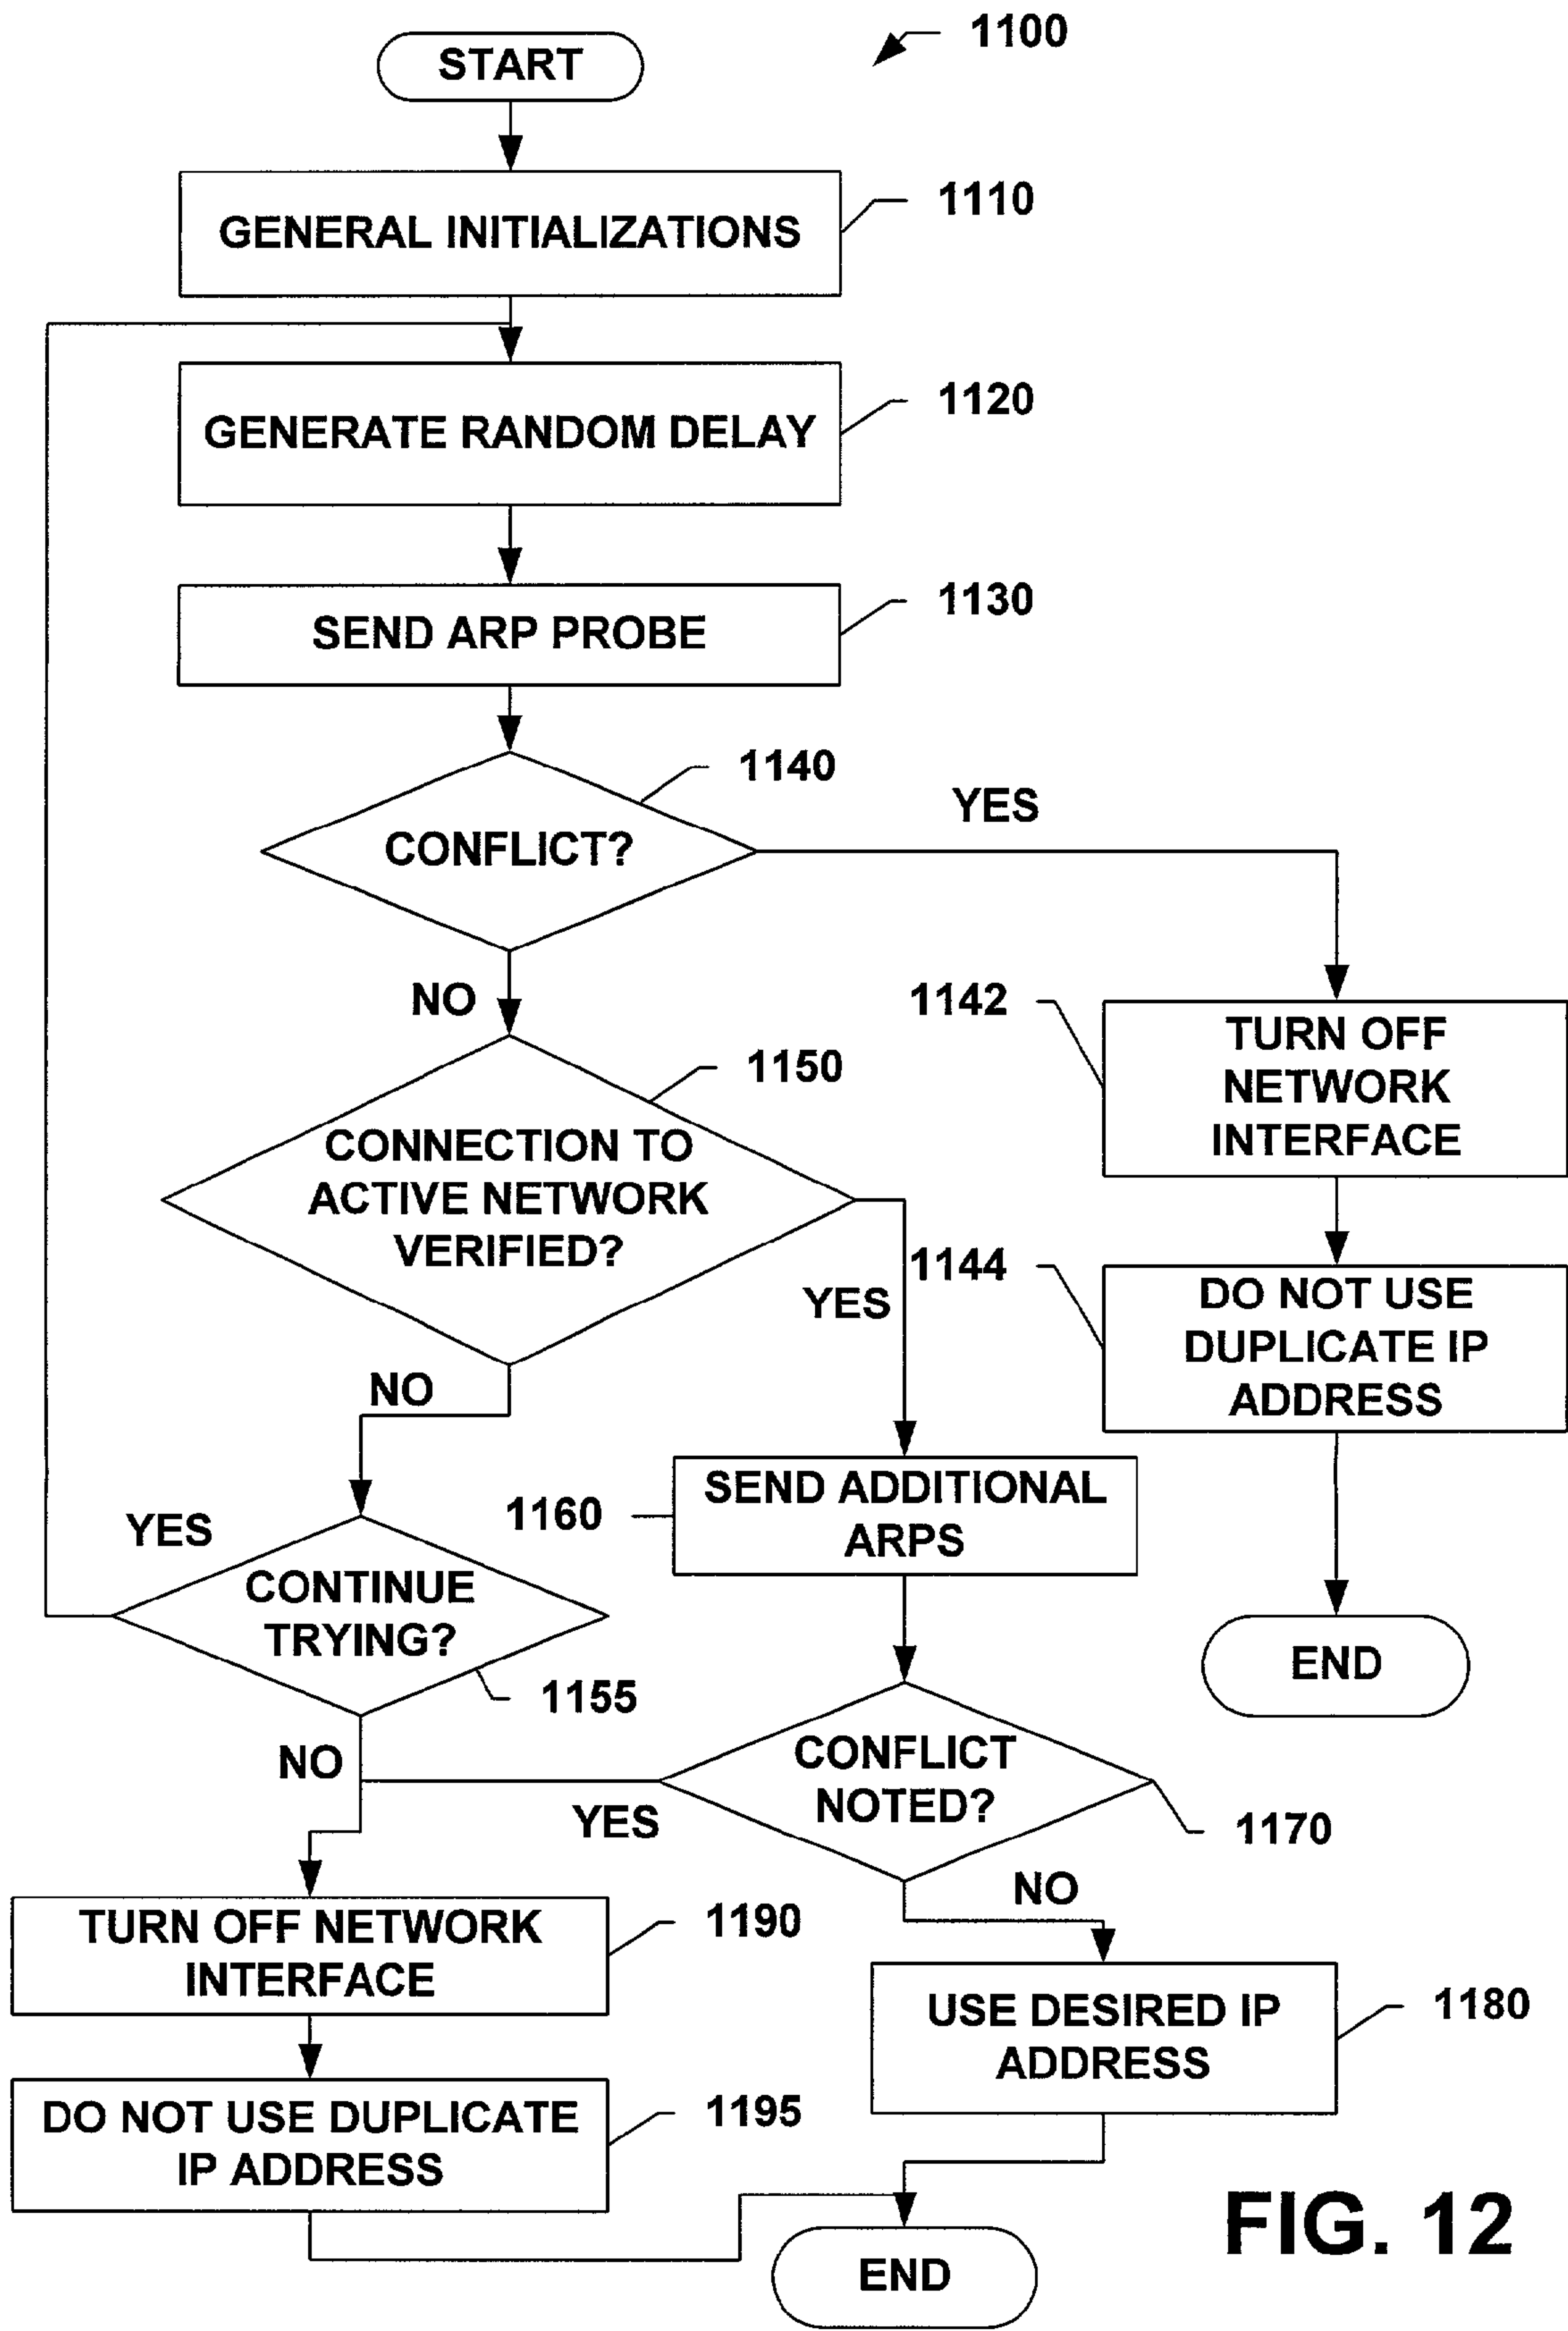 1100
START
1110
GENERAL INITIALIZATIONS
1120
GENERATE RANDOM DELAY
1130
SEND ARP PROBE
1140
YES
CONFLICT?
NO
1142
TURN OFF
NETWORK
INTERFACE
1150
CONNECTION TO
ACTIVE NETWORK
VERIFIED?
1144
DO NOT USE
DUPLICATE IP
ADDRESS
YES
NO
1160
SEND ADDITIONAL
ARPS
YES
CONTINUE
TRYING?
1155
END
NO
CONFLICT
NOTED?
YES
1170
NO
1190
TURN OFF NETWORK
INTERFACE
1180
USE DESIRED IP
ADDRESS
1195
DO NOT USE DUPLICATE
IP ADDRESS
END
FIG. 12